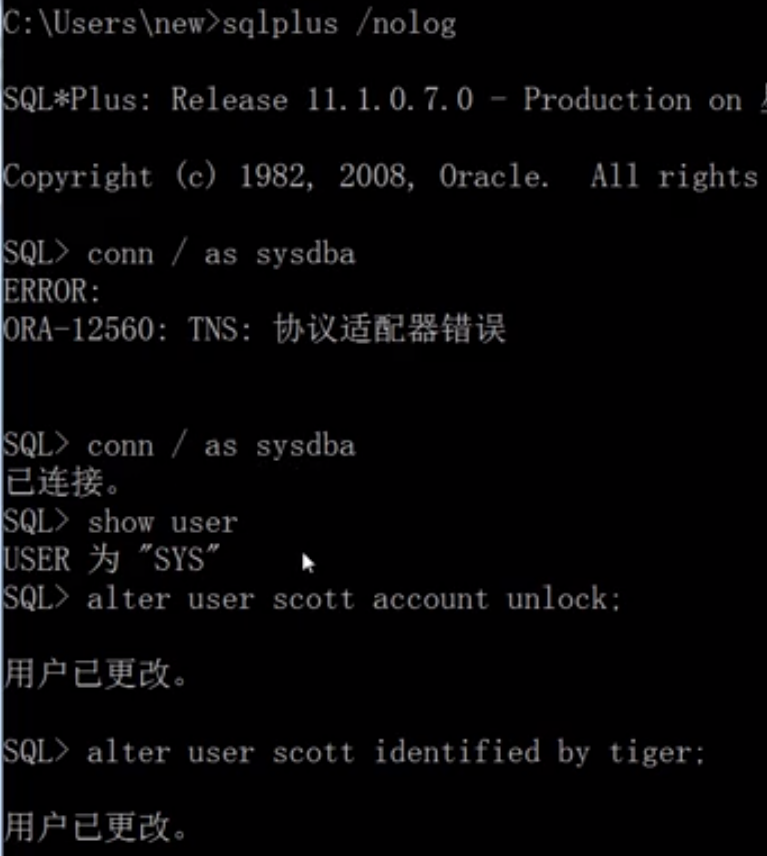 C:\Users\new>sqlplus /nolog
SQL*Plus: Release 11.1.0.7.0 - Production on
Copyright (c) 1982, 2008, Oracle.  All rights
SQL> conn / as sysdba
ERROR:
ORA-12560: TNS: 协议适配器错误
SQL> conn / as sysdba
已连接。
SQL> show user
USER 为 "SYS"
SQL> alter user scott account unlock;
用户已更改。
SQL> alter user scott identified by tiger;
用户已更改。